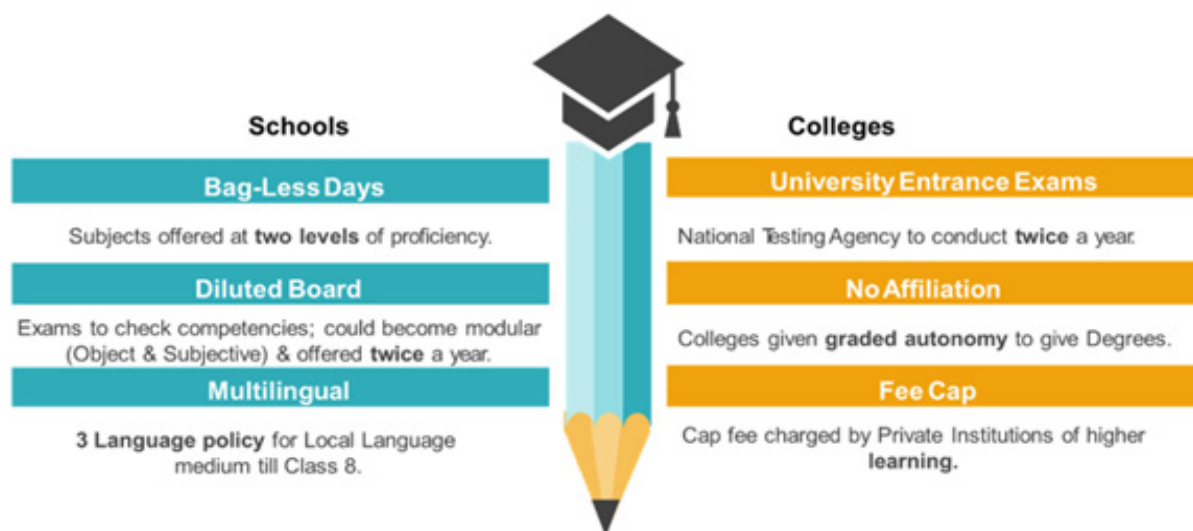 Schools
Bag-Less Days
Subjects offered at two levels of proficiency.
Diluted Board
Exams to check competencies; could become modular
(Object & Subjective) & offered twice a year.
Multilingual
3 Language policy for Local Language
medium till Class 8.
Colleges
University Entrance Exams
National Testing Agency to conduct twice a year.
No Affiliation
Colleges given graded autonomy to give Degrees.
Fee Cap
Cap fee charged by Private Institutions of higher
learning.